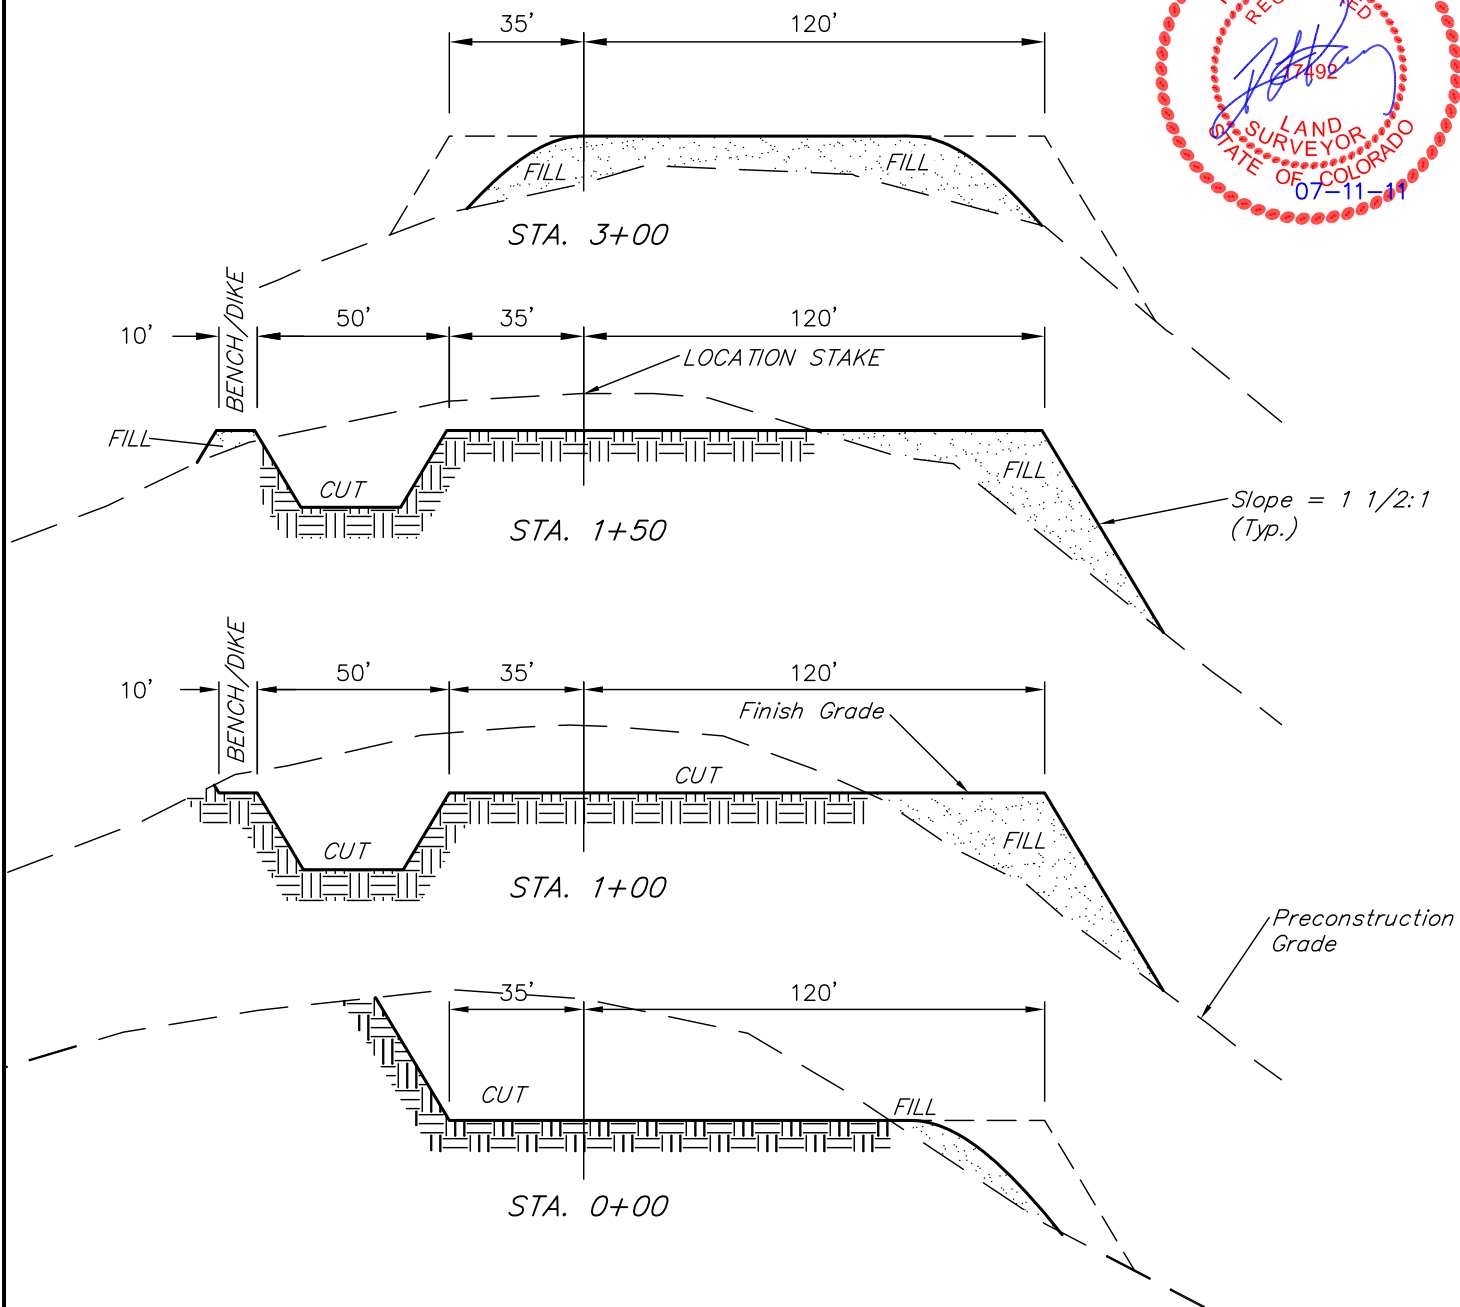 35'
120'
17492
LAND
SURVEYOR
STATE OF COLORADO
07-11-11
FILL
FILL
STA. 3+00
BENCH/DIKE
10'
50'
35'
120'
LOCATION STAKE
FILL
CUT
FILL
Slope = 1 1/2:1
(Typ.)
STA. 1+50
BENCH/DIKE
10'
50'
35'
120'
Finish Grade
CUT
CUT
FILL
STA. 1+00
Preconstruction
Grade
35'
120'
CUT
FILL
STA. 0+00